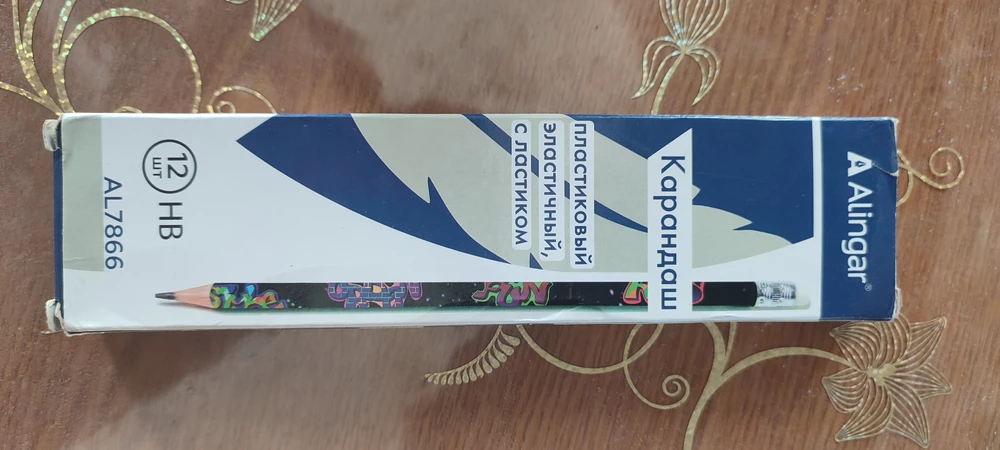 Alingar®
Карандаш
пластиковый
эластичный,
с ластиком
12
шт
HB
AL7866